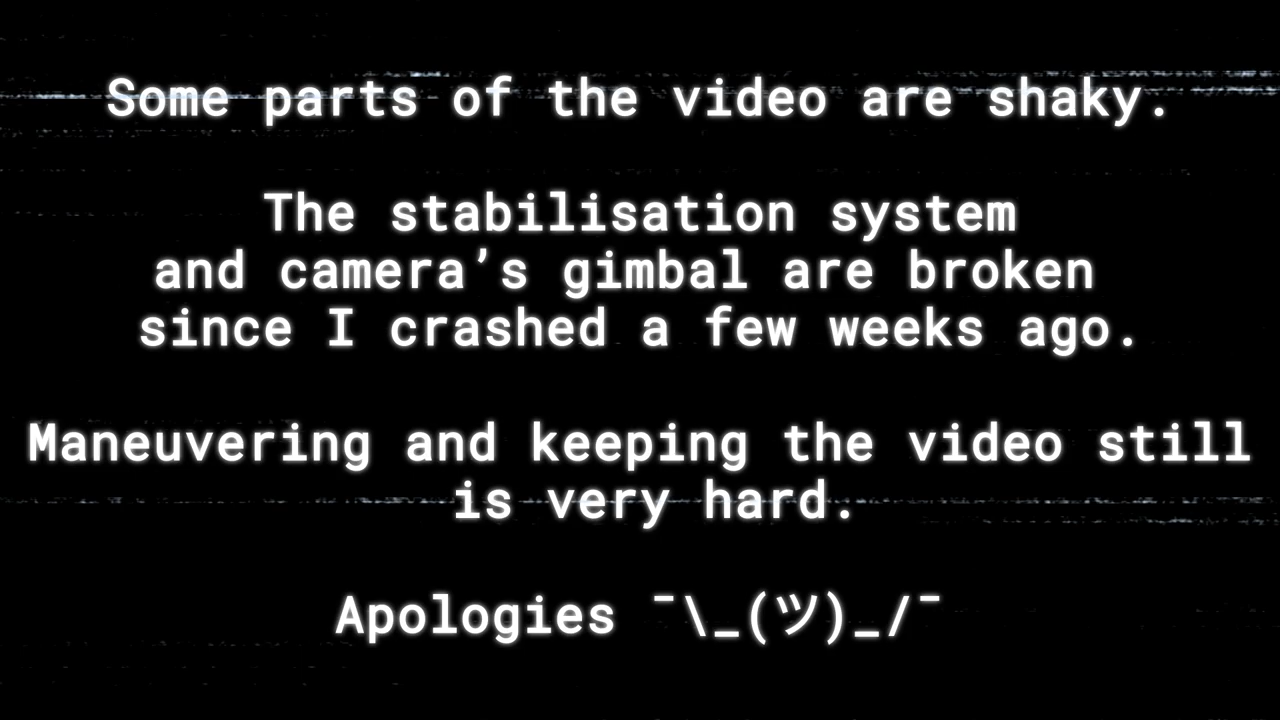 Some parts of the video are shaky.
The stabilisation system
and camera’s gimbal are broken
since I crashed a few weeks ago.
Maneuvering and keeping the video still
is very hard.
Apologies ¯\_(ツ)_/¯